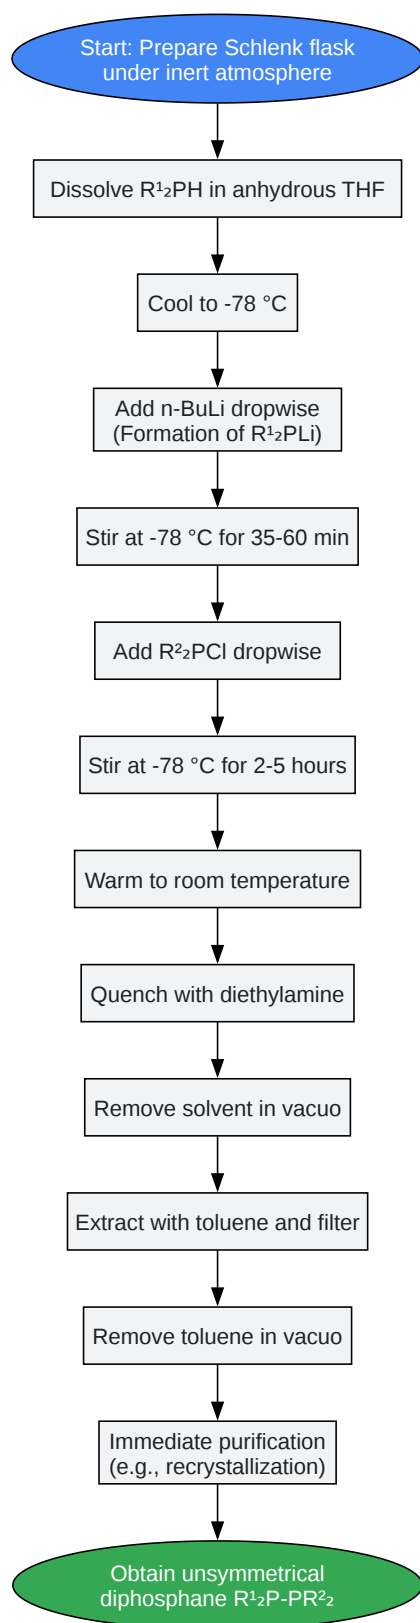 Start: Prepare Schlenk flask
under inert atmosphere
Dissolve R¹₂PH in anhydrous THF
Cool to -78 °C
Add n-BuLi dropwise
(Formation of R¹₂PLi)
Stir at -78 °C for 35-60 min
Add R²₂PCl dropwise
Stir at -78 °C for 2-5 hours
Warm to room temperature
Quench with diethylamine
Remove solvent in vacuo
Extract with toluene and filter
Remove toluene in vacuo
Immediate purification
(e.g., recrystallization)
Obtain unsymmetrical
diphosphane R¹₂P-PR²₂